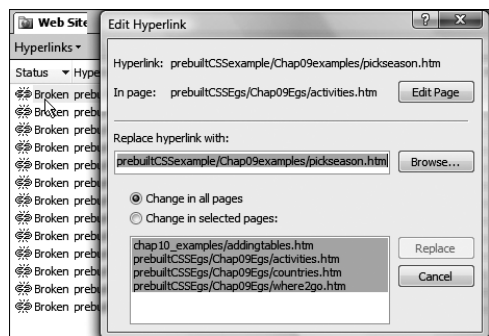 Web Site
Hyperlinks
Status
Edit Hyperlink
Hyperlink: prebuiltCSSexample/Chap09examples/pickseason.htm
In page: prebuiltCSSEgs/Chap09Egs/activities.htm
Edit Page
Replace hyperlink with:
prebuiltCSSexample/Chap09examples/pickseason.htm
Browse...
Change in all pages
Change in selected pages:
chap10_examples/addingtables.htm
prebuiltCSSEgs/Chap09Egs/activities.htm
prebuiltCSSEgs/Chap09Egs/countries.htm
prebuiltCSSEgs/Chap09Egs/where2go.htm
Replace
Cancel
Broken
Broken
Broken
Broken
Broken
Broken
Broken
Broken
Broken
Broken
Broken
Broken